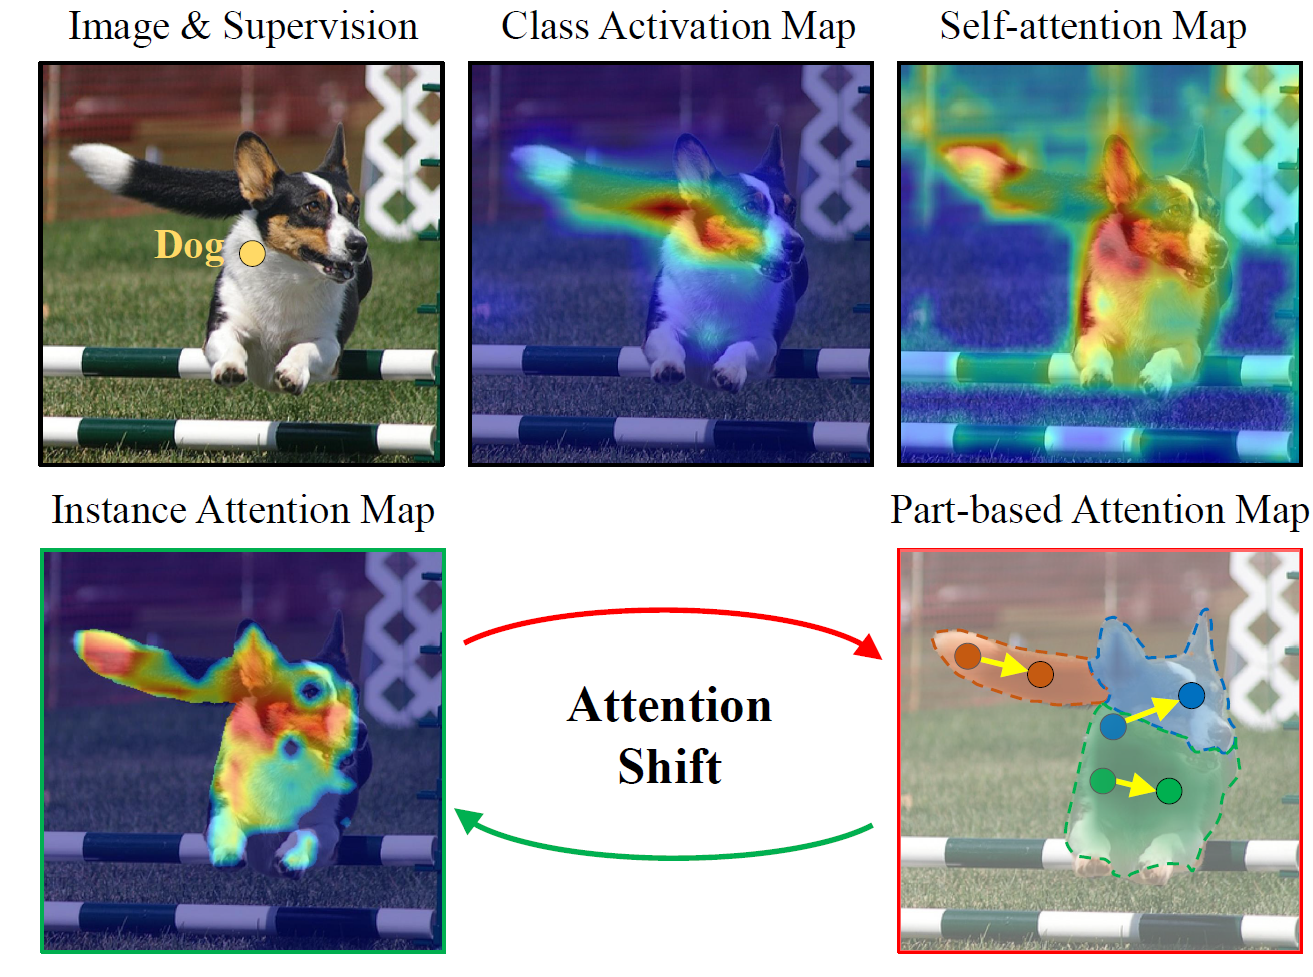 Image & Supervision
Class Activation Map
Self-attention Map
Dog
Instance Attention Map
Part-based Attention Map
Attention
Shift